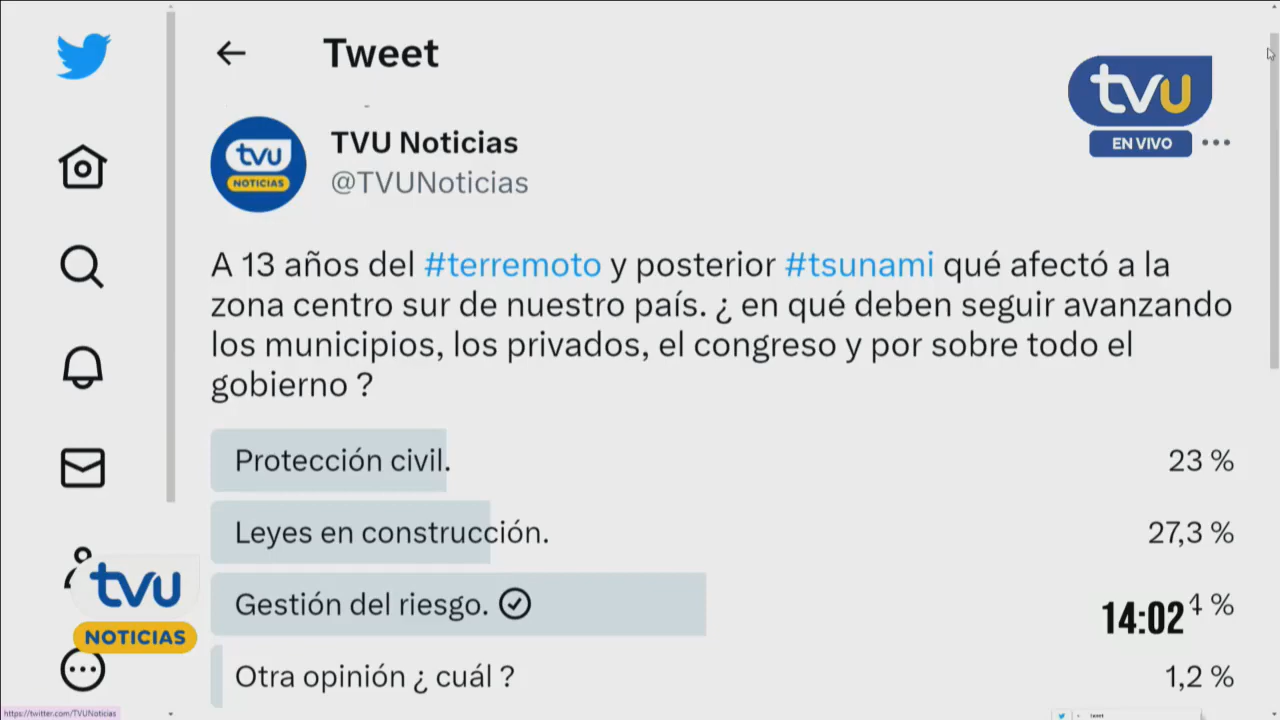 Tweet
tvu
EN VIVO
tvu
NOTICIAS
TVU Noticias
@TVUNoticias
A 13 años del #terremoto y posterior #tsunami qué afectó a la
zona centro sur de nuestro país. ¿ en qué deben seguir avanzando
los municipios, los privados, el congreso y por sobre todo el
gobierno ?
Protección civil.
23 %
Leyes en construcción.
27,3 %
Gestión del riesgo.
%
14:02
Otra opinión ¿ cuál ?
1,2 %
tvu
NOTICIAS
https://twitter.com/TVUNoticias
Tweet